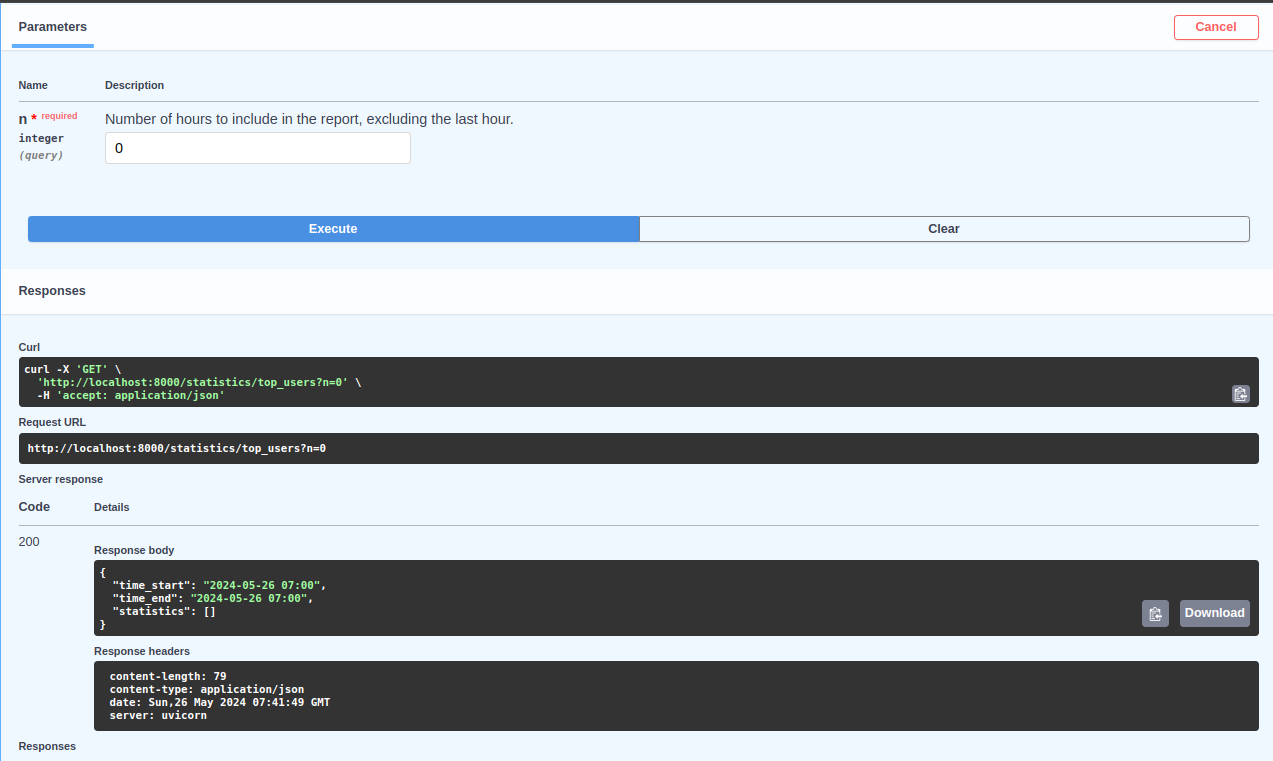 Parameters
Cancel
Name Description
n * required Number of hours to include in the report, excluding the last hour.
integer
(query)
0
Execute Clear
Responses
Curl
curl -X 'GET' \
  'http://localhost:8000/statistics/top_users?n=0' \
  -H 'accept: application/json'
Request URL
http://localhost:8000/statistics/top_users?n=0
Server response
Code Details
200
Response body
{
  "time_start": "2024-05-26 07:00",
  "time_end": "2024-05-26 07:00",
  "statistics": []
}
Download
Response headers
content-length: 79
content-type: application/json
date: Sun,26 May 2024 07:41:49 GMT
server: uvicorn
Responses